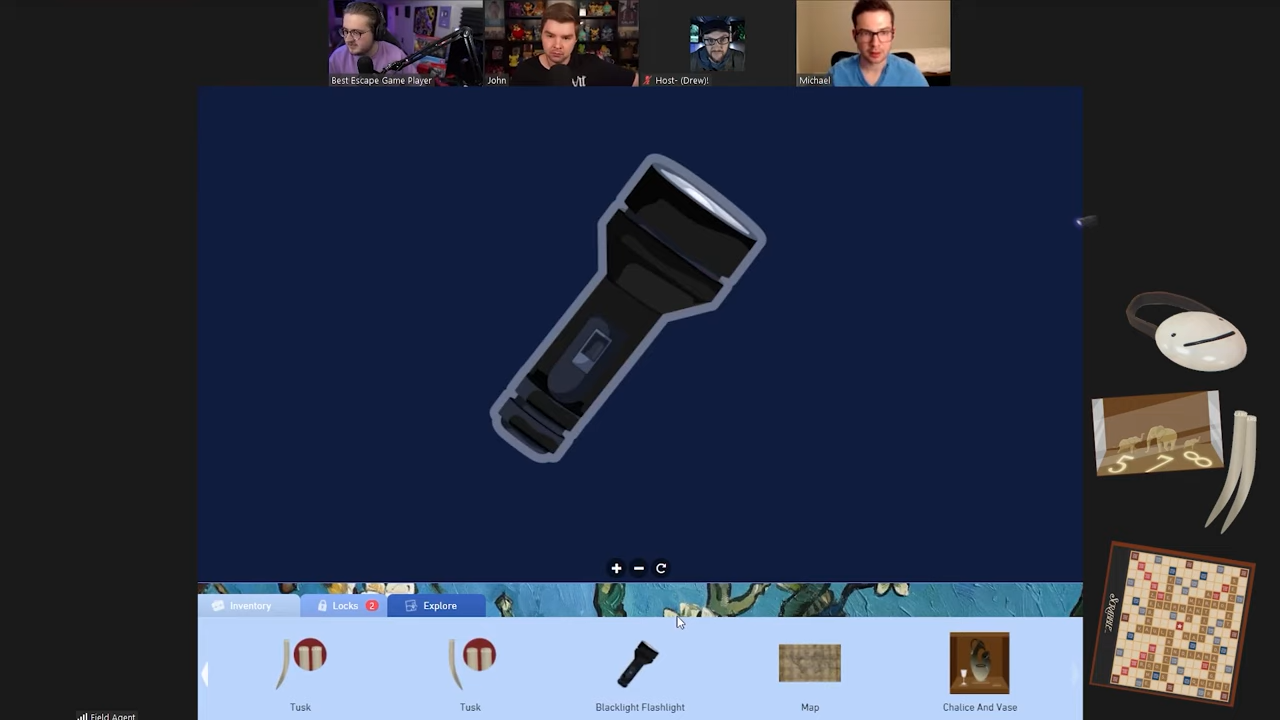 Best Escape Game Player
John
Host- (Drew)!
Michael
5 7 8
SCRABBLE
Inventory
Locks 2
Explore
Tusk
Tusk
Blacklight Flashlight
Map
Chalice And Vase
Field Agent